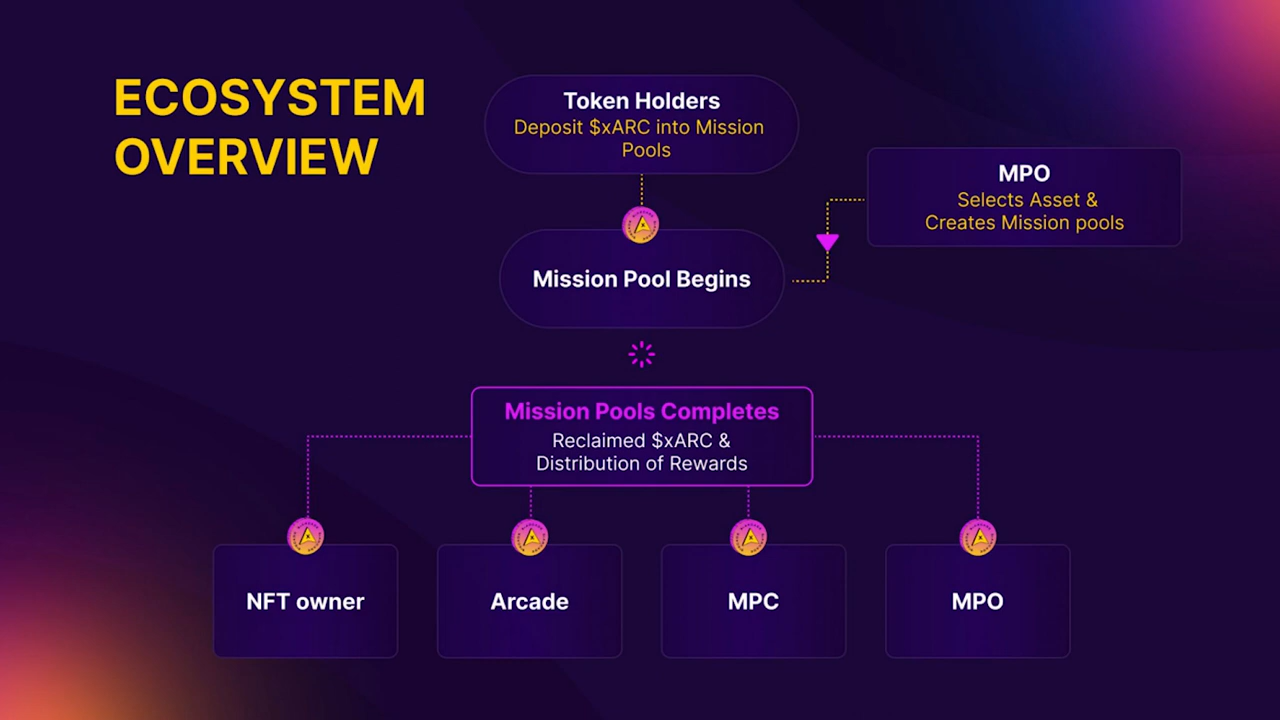 ECOSYSTEM
OVERVIEW
Token Holders
Deposit $xARC into Mission
Pools
MPO
Selects Asset &
Creates Mission pools
Mission Pool Begins
Mission Pools Completes
Reclaimed $xARC &
Distribution of Rewards
NFT owner
Arcade
MPC
MPO